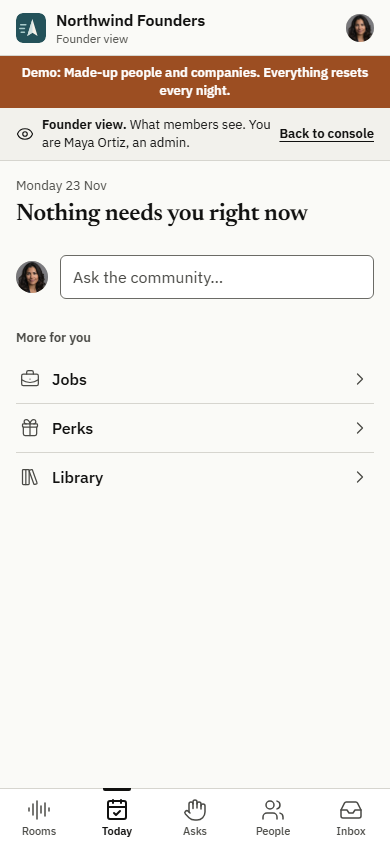 Northwind Founders
Founder view
Demo: Made-up people and companies. Everything resets
every night.
Founder view. What members see. You
are Maya Ortiz, an admin.
Back to console
Monday 23 Nov
Nothing needs you right now
Ask the community...
More for you
Jobs
Perks
Library
Rooms
Today
Asks
People
Inbox